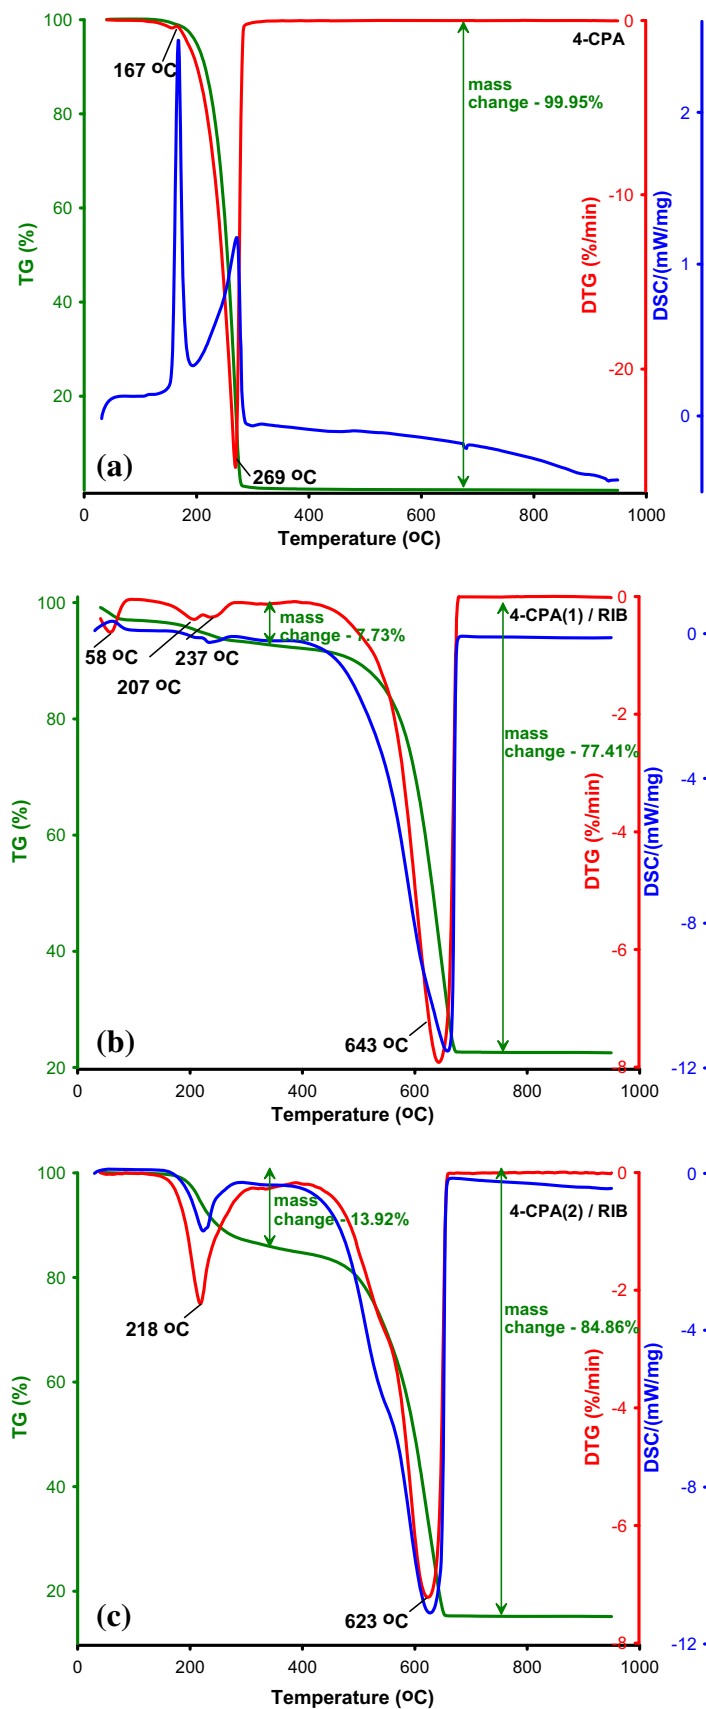 100
80
60
40
20
TG (%)
167 ºC
4-CPA
mass
change - 99.95%
0
-10
-20
DTG (%/min)
2
1
0
DSC/(mW/mg)
(a)
269 ºC
0
200
400
600
800
1000
Temperature (ºC)
100
80
60
40
20
TG (%)
58 ºC
207 ºC
237 ºC
mass
change - 7.73%
4-CPA(1) / RIB
mass
change - 77.41%
0
-2
-4
-6
-8
DTG (%/min)
0
-4
-8
-12
DSC/(mW/mg)
(b)
643 ºC
0
200
400
600
800
1000
Temperature (ºC)
100
80
60
40
20
TG (%)
218 ºC
mass
change - 13.92%
4-CPA(2) / RIB
mass
change - 84.86%
0
-2
-4
-6
-8
DTG (%/min)
0
-4
-8
-12
DSC/(mW/mg)
(c)
623 ºC
0
200
400
600
800
1000
Temperature (ºC)